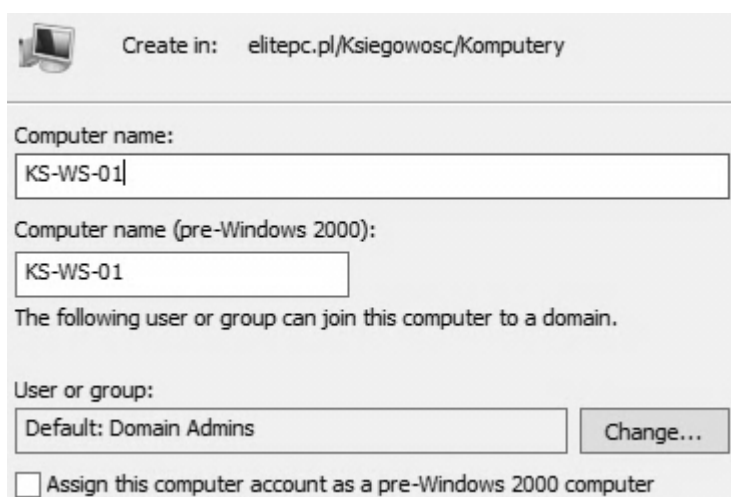 Create in: elitepc.pl/Ksiegowosc/Komputery
Computer name:
KS-WS-01
Computer name (pre-Windows 2000):
KS-WS-01
The following user or group can join this computer to a domain.
User or group:
Default: Domain Admins Change...
Assign this computer account as a pre-Windows 2000 computer